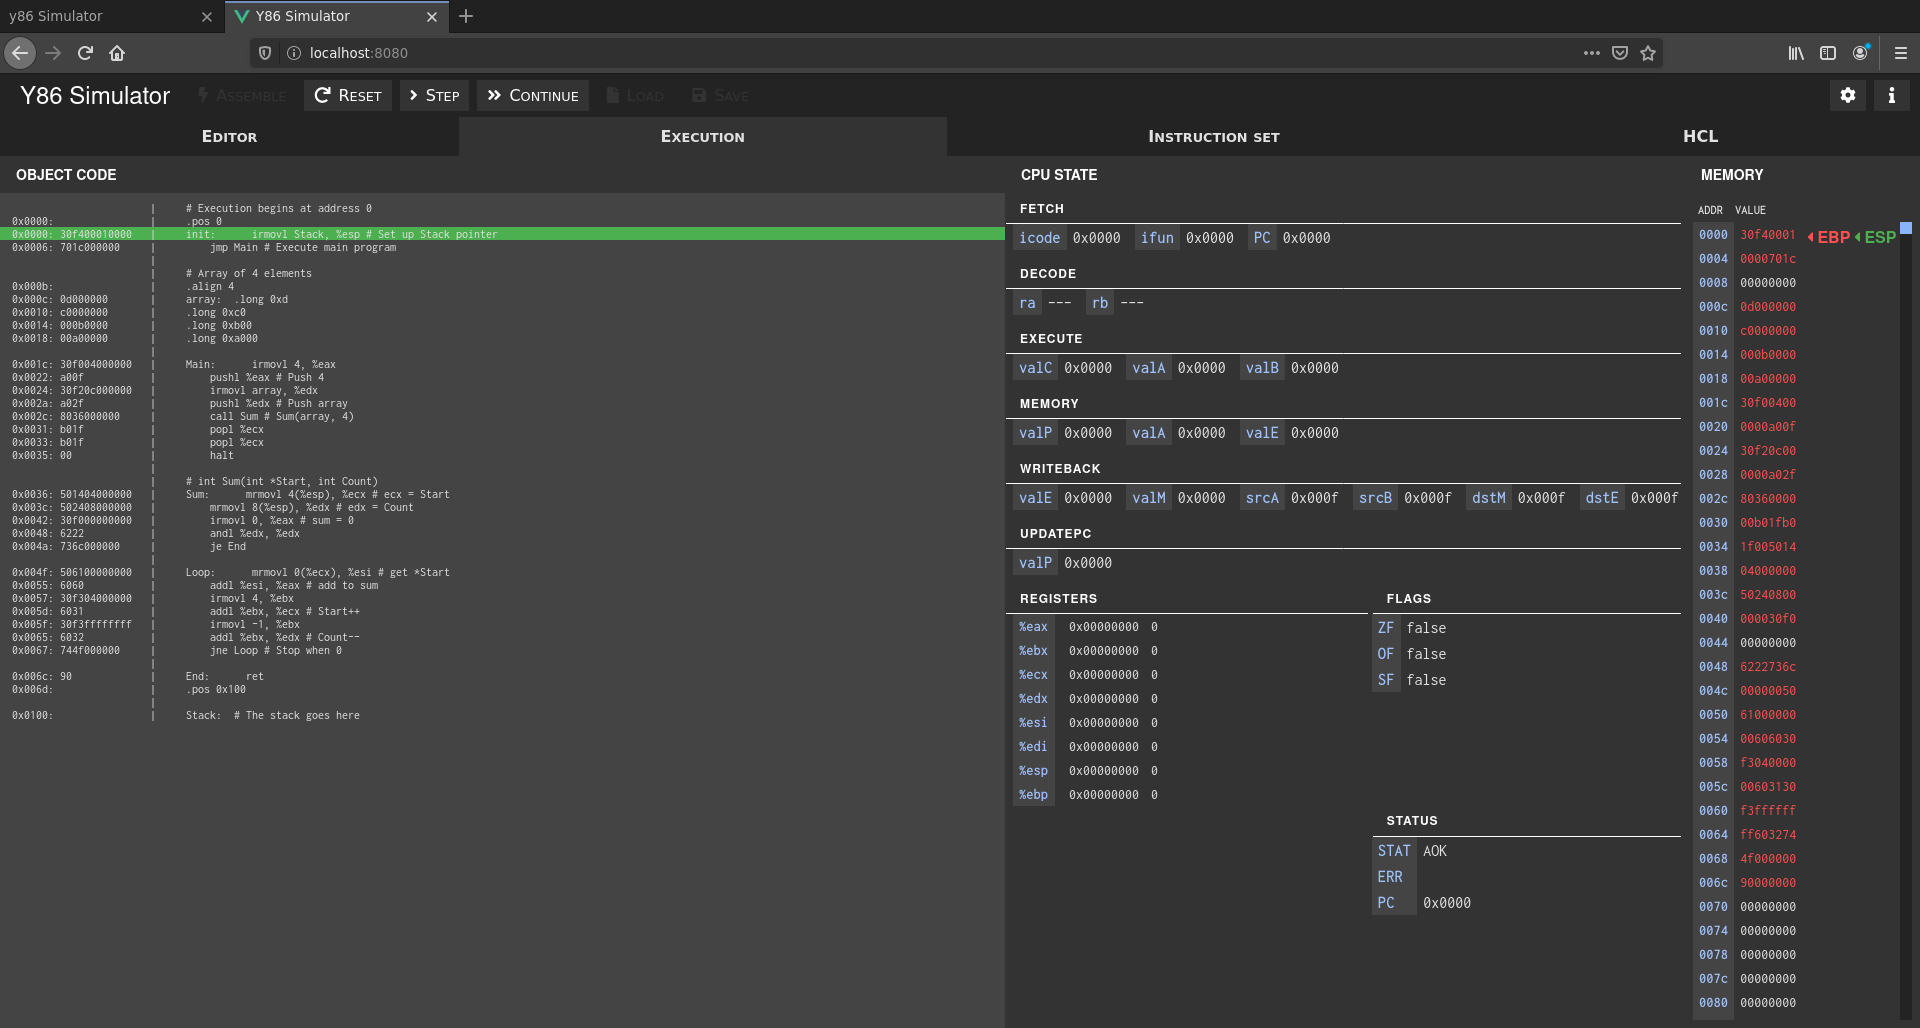 y86 Simulator
Y86 Simulator
localhost:8080
Y86 Simulator ASSEMBLE RESET STEP CONTINUE LOAD SAVE
EDITOR EXECUTION INSTRUCTION SET HCL
OBJECT CODE
| # Execution begins at address 0
0x0000: | .pos 0
0x0000: 30f400010000 | init: irmovl Stack, %esp # Set up Stack pointer
0x0006: 701c000000 | jmp Main # Execute main program
|
| # Array of 4 elements
0x000b: | .align 4
0x000c: 0d000000 | array: .long 0xd
0x0010: c0000000 | .long 0xc0
0x0014: 000b0000 | .long 0xb00
0x0018: 00a00000 | .long 0xa000
|
0x001c: 30f004000000 | Main: irmovl 4, %eax
0x0022: a00f | pushl %eax # Push 4
0x0024: 30f20c000000 | irmovl array, %edx
0x002a: a02f | pushl %edx # Push array
0x002c: 8036000000 | call Sum # Sum(array, 4)
0x0031: b01f | popl %ecx
0x0033: b01f | popl %ecx
0x0035: 00 | halt
|
| # int Sum(int *Start, int Count)
0x0036: 501404000000 | Sum: mrmovl 4(%esp), %ecx # ecx = Start
0x003c: 502408000000 | mrmovl 8(%esp), %edx # edx = Count
0x0042: 30f000000000 | irmovl 0, %eax # sum = 0
0x0048: 6222 | andl %edx, %edx
0x004a: 736c000000 | je End
|
0x004f: 506100000000 | Loop: mrmovl 0(%ecx), %esi # get *Start
0x0055: 6060 | addl %esi, %eax # add to sum
0x0057: 30f304000000 | irmovl 4, %ebx
0x005d: 6031 | addl %ebx, %ecx # Start++
0x005f: 30f3ffffffff | irmovl -1, %ebx
0x0065: 6032 | addl %ebx, %edx # Count--
0x0067: 744f000000 | jne Loop # Stop when 0
|
0x006c: 90 | End: ret
0x006d: | .pos 0x100
|
0x0100: | Stack: # The stack goes here
CPU STATE
FETCH
icode 0x0000 ifun 0x0000 PC 0x0000
DECODE
ra --- rb ---
EXECUTE
valC 0x0000 valA 0x0000 valB 0x0000
MEMORY
valP 0x0000 valA 0x0000 valE 0x0000
WRITEBACK
valE 0x0000 valM 0x0000 srcA 0x000f srcB 0x000f dstM 0x000f dstE 0x000f
UPDATEPC
valP 0x0000
REGISTERS
%eax 0x00000000 0
%ebx 0x00000000 0
%ecx 0x00000000 0
%edx 0x00000000 0
%esi 0x00000000 0
%edi 0x00000000 0
%esp 0x00000000 0
%ebp 0x00000000 0
FLAGS
ZF false
OF false
SF false
STATUS
STAT AOK
ERR
PC 0x0000
MEMORY
ADDR VALUE
0000 30f40001 EBP ESP
0004 0000701c
0008 00000000
000c 0d000000
0010 c0000000
0014 000b0000
0018 00a00000
001c 30f00400
0020 0000a00f
0024 30f20c00
0028 0000a02f
002c 80360000
0030 00b01fb0
0034 1f005014
0038 04000000
003c 50240800
0040 000030f0
0044 00000000
0048 6222736c
004c 00000050
0050 61000000
0054 00606030
0058 f3040000
005c 00603130
0060 f3ffffff
0064 ff603274
0068 4f000000
006c 90000000
0070 00000000
0074 00000000
0078 00000000
007c 00000000
0080 00000000